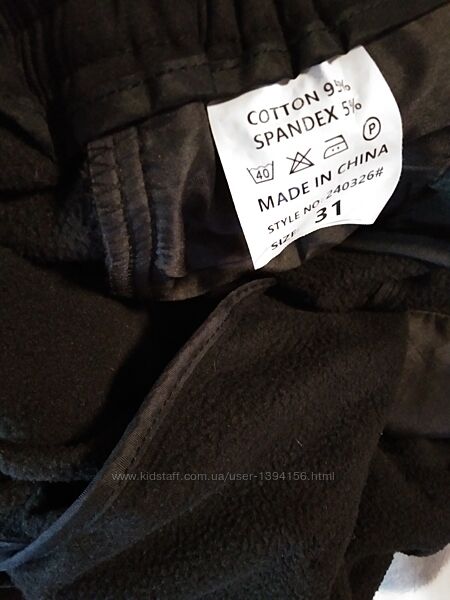 COTTON 95%
SPANDEX 5%
40 P
MADE IN CHINA
STYLE NO. 240326#
SIZE: 31
www.kidstaff.com.ua/user-1394156.html